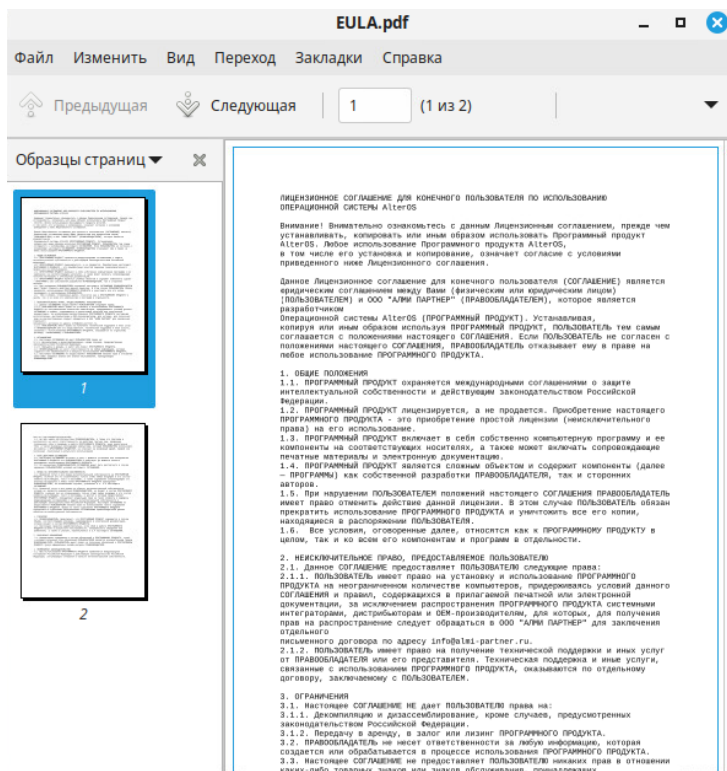 EULA.pdf
Файл Изменить Вид Переход Закладки Справка
Предыдущая Следующая 1 (1 из 2)
Образцы страниц
1
2
ЛИЦЕНЗИОННОЕ СОГЛАШЕНИЕ ДЛЯ КОНЕЧНОГО ПОЛЬЗОВАТЕЛЯ ПО ИСПОЛЬЗОВАНИЮ
ОПЕРАЦИОННОЙ СИСТЕМЫ AlterOS
Внимание! Внимательно ознакомьтесь с данным Лицензионным соглашением, прежде чем
устанавливать, копировать или иным образом использовать Программный продукт
AlterOS. Любое использование Программного продукта AlterOS,
в том числе его установка и копирование, означает согласие с условиями
приведенного ниже Лицензионного соглашения.
Данное Лицензионное соглашение для конечного пользователя (СОГЛАШЕНИЕ) является
юридическим соглашением между Вами (физическим или юридическим лицом)
(ПОЛЬЗОВАТЕЛЕМ) и ООО "АЛМИ ПАРТНЕР" (ПРАВООБЛАДАТЕЛЕМ), которое является
разработчиком
Операционной системы AlterOS (ПРОГРАММНЫЙ ПРОДУКТ). Устанавливая,
копируя или иным образом используя ПРОГРАММНЫЙ ПРОДУКТ, ПОЛЬЗОВАТЕЛЬ тем самым
соглашается с положениями настоящего СОГЛАШЕНИЯ. Если ПОЛЬЗОВАТЕЛЬ не согласен с
положениями настоящего СОГЛАШЕНИЯ, ПРАВООБЛАДАТЕЛЬ отказывает ему в праве на
любое использование ПРОГРАММНОГО ПРОДУКТА.
1. ОБЩИЕ ПОЛОЖЕНИЯ
1.1. ПРОГРАММНЫЙ ПРОДУКТ охраняется международными соглашениями о защите
интеллектуальной собственности и действующим законодательством Российской
Федерации.
1.2. ПРОГРАММНЫЙ ПРОДУКТ лицензируется, а не продается. Приобретение настоящего
ПРОГРАММНОГО ПРОДУКТА - это приобретение простой лицензии (неисключительного
права) на его использование.
1.3. ПРОГРАММНЫЙ ПРОДУКТ включает в себя собственно компьютерную программу и ее
компоненты на соответствующих носителях, а также может включать сопровождающие
печатные материалы и электронную документацию.
1.4. ПРОГРАММНЫЙ ПРОДУКТ является сложным объектом и содержит компоненты (далее
— ПРОГРАММЫ) как собственной разработки ПРАВООБЛАДАТЕЛЯ, так и сторонних
авторов.
1.5. При нарушении ПОЛЬЗОВАТЕЛЕМ положений настоящего СОГЛАШЕНИЯ ПРАВООБЛАДАТЕЛЬ
имеет право отменить действие данной лицензии. В этом случае ПОЛЬЗОВАТЕЛЬ обязан
прекратить использование ПРОГРАММНОГО ПРОДУКТА и уничтожить все его копии,
находящиеся в распоряжении ПОЛЬЗОВАТЕЛЯ.
1.6. Все условия, оговоренные далее, относятся как к ПРОГРАММНОМУ ПРОДУКТУ в
целом, так и ко всем его компонентам и программ в отдельности.
2. НЕИСКЛЮЧИТЕЛЬНОЕ ПРАВО, ПРЕДОСТАВЛЯЕМОЕ ПОЛЬЗОВАТЕЛЮ
2.1. Данное СОГЛАШЕНИЕ предоставляет ПОЛЬЗОВАТЕЛЮ следующие права:
2.1.1. ПОЛЬЗОВАТЕЛЬ имеет право на установку и использование ПРОГРАММНОГО
ПРОДУКТА на неограниченном количестве компьютеров, придерживаясь условий данного
СОГЛАШЕНИЯ и правил, содержащихся в прилагаемой печатной или электронной
документации, за исключением распространения ПРОГРАММНОГО ПРОДУКТА системными
интеграторами, дистрибьюторам и OEM-производителям, для которых, для получения
прав на распространение следует обращаться в ООО "АЛМИ ПАРТНЕР" для заключения
отдельного
письменного договора по адресу info@almi-partner.ru.
2.1.2. ПОЛЬЗОВАТЕЛЬ имеет право на получение технической поддержки и иных услуг
от ПРАВООБЛАДАТЕЛЯ или его представителя. Техническая поддержка и иные услуги,
связанные с использованием ПРОГРАММНОГО ПРОДУКТА, оказываются по отдельному
договору, заключаемому с ПОЛЬЗОВАТЕЛЕМ.
3. ОГРАНИЧЕНИЯ
3.1. Настоящее СОГЛАШЕНИЕ НЕ дает ПОЛЬЗОВАТЕЛЮ права на:
3.1.1. Декомпиляцию и дизассемблирование, кроме случаев, предусмотренных
законодательством Российской Федерации.
3.1.2. Передачу в аренду, в залог или лизинг ПРОГРАММНОГО ПРОДУКТА.
3.2. ПРАВООБЛАДАТЕЛЬ не несет ответственности за любую информацию, которая
создается или обрабатывается в процессе использования ПРОГРАММНОГО ПРОДУКТА.
3.3. Настоящее СОГЛАШЕНИЕ не предоставляет ПОЛЬЗОВАТЕЛЮ никаких прав в отношении
каких-либо товарных знаков или знаков обслуживания, принадлежащих